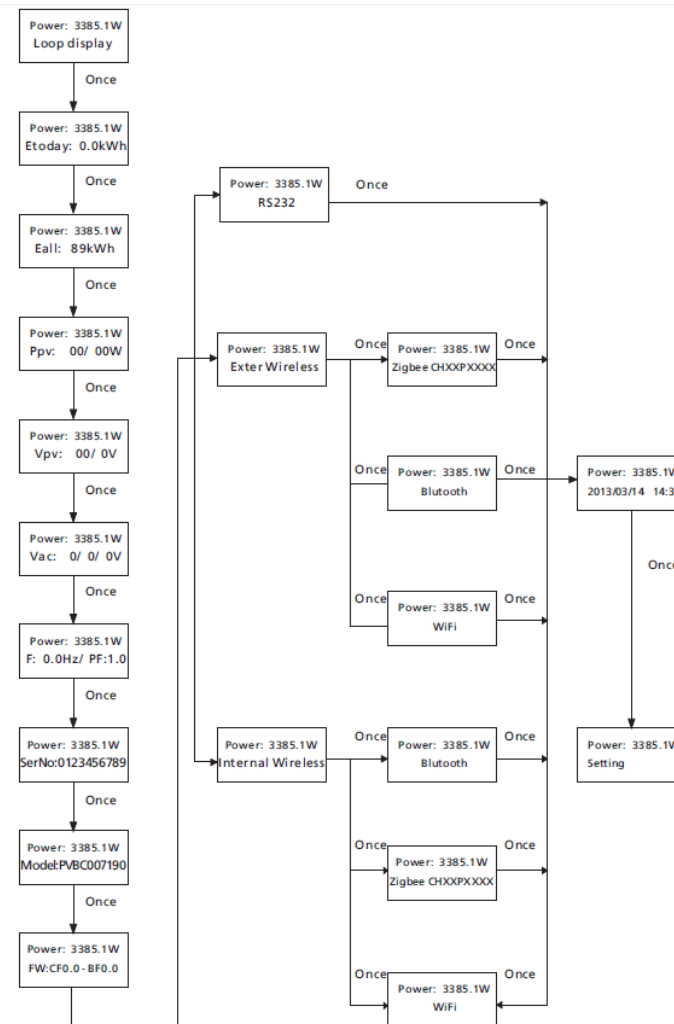 Power: 3385.1W
Loop display
Once
Power: 3385.1W
Etoday: 0.0kWh
Once
Power: 3385.1W
Eall: 89kWh
Once
Power: 3385.1W
Ppv: 00/ 00W
Once
Power: 3385.1W
Vpv: 00/ 0V
Once
Power: 3385.1W
Vac: 0/ 0/ 0V
Once
Power: 3385.1W
F: 0.0Hz/ PF:1.0
Once
Power: 3385.1W
SerNo:0123456789
Once
Power: 3385.1W
Model:PVBC007190
Once
Power: 3385.1W
FW:CF0.0-BF0.0
Power: 3385.1W
RS232
Once
Power: 3385.1W
Exter Wireless
Once
Power: 3385.1W
Zigbee CHXXPXXXX
Once
Once
Power: 3385.1W
Blutooth
Once
Once
Power: 3385.1W
WiFi
Once
Power: 3385.1W
Internal Wireless
Once
Power: 3385.1W
Blutooth
Once
Once
Power: 3385.1W
Zigbee CHXXPXXXX
Once
Once
Power: 3385.1W
WiFi
Once
Power: 3385.1W
2013/03/14 14:3
Once
Power: 3385.1W
Setting